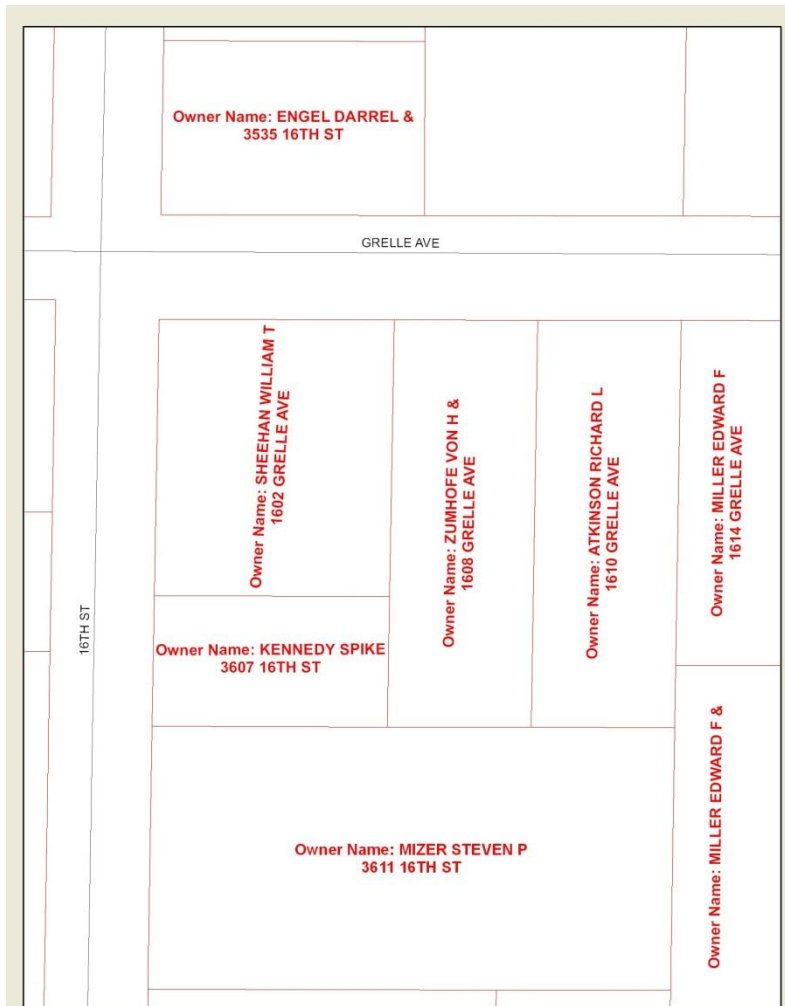 Owner Name: ENGEL DARREL &
3535 16TH ST
GRELLE AVE
Owner Name: SHEEHAN WILLIAM T
1602 GRELLE AVE
Owner Name: ZUMHOFE VON H &
1608 GRELLE AVE
Owner Name: ATKINSON RICHARD L
1610 GRELLE AVE
Owner Name: MILLER EDWARD F
1614 GRELLE AVE
16TH ST
Owner Name: KENNEDY SPIKE
3607 16TH ST
Owner Name: MIZER STEVEN P
3611 16TH ST
Owner Name: MILLER EDWARD F &